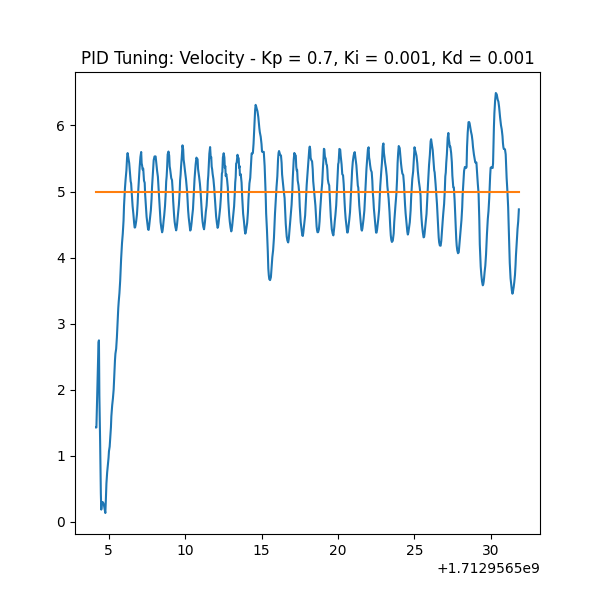 PID Tuning: Velocity - Kp = 0.7, Ki = 0.001, Kd = 0.001
6
5
4
3
2
1
0
5 10 15 20 25 30
+1.7129565e9